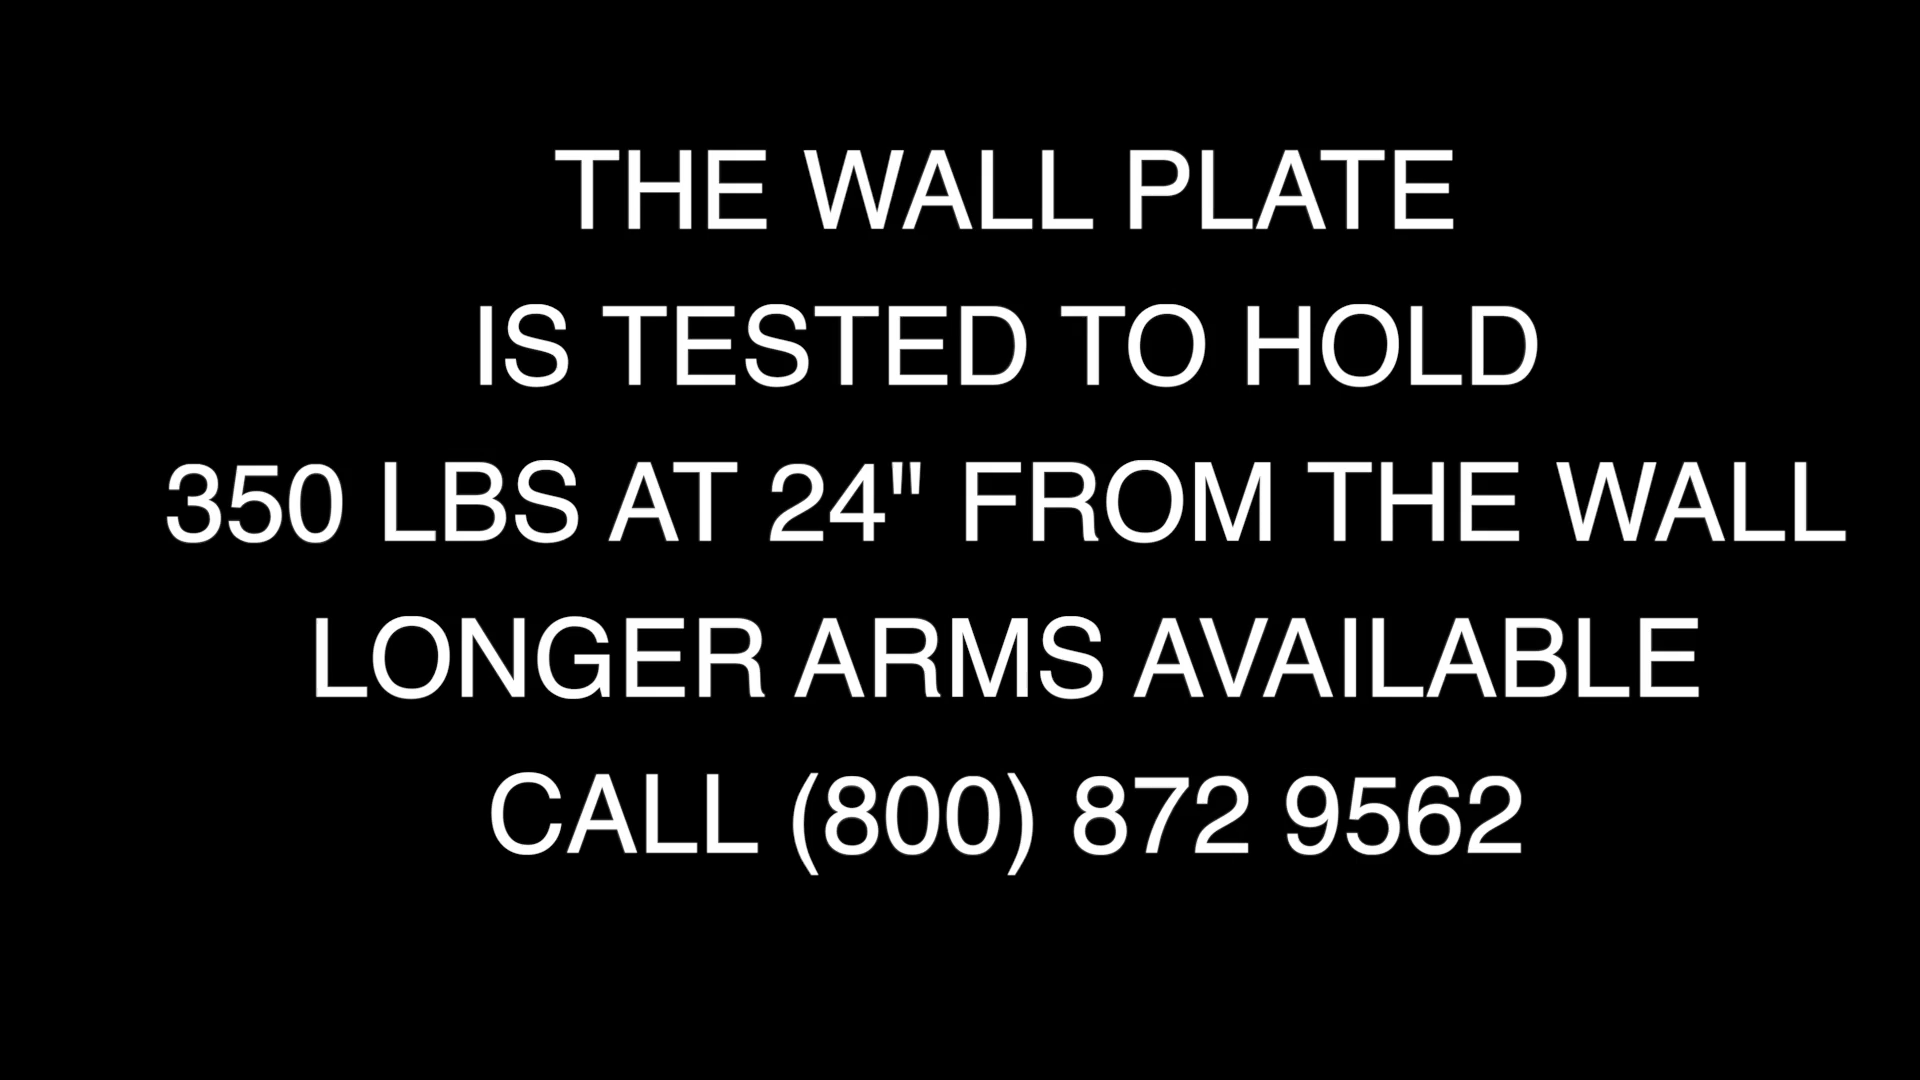 THE WALL PLATE
IS TESTED TO HOLD
350 LBS AT 24" FROM THE WALL
LONGER ARMS AVAILABLE
CALL (800) 872 9562